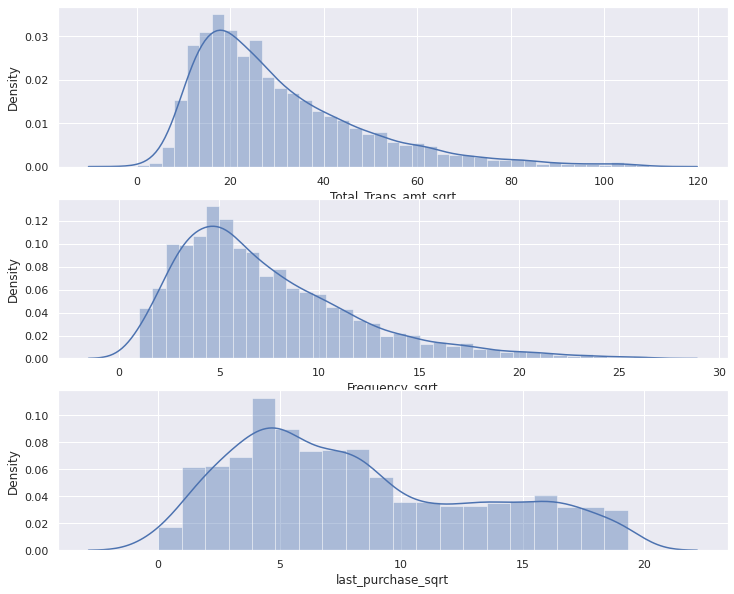 Density
0.03
0.02
0.01
0.00
0 20 40 60 80 100 120
Total_Trans_amt_sqrt
Density
0.12
0.10
0.08
0.06
0.04
0.02
0.00
0 5 10 15 20 25 30
Frequency_sqrt
Density
0.10
0.08
0.06
0.04
0.02
0.00
0 5 10 15 20
last_purchase_sqrt